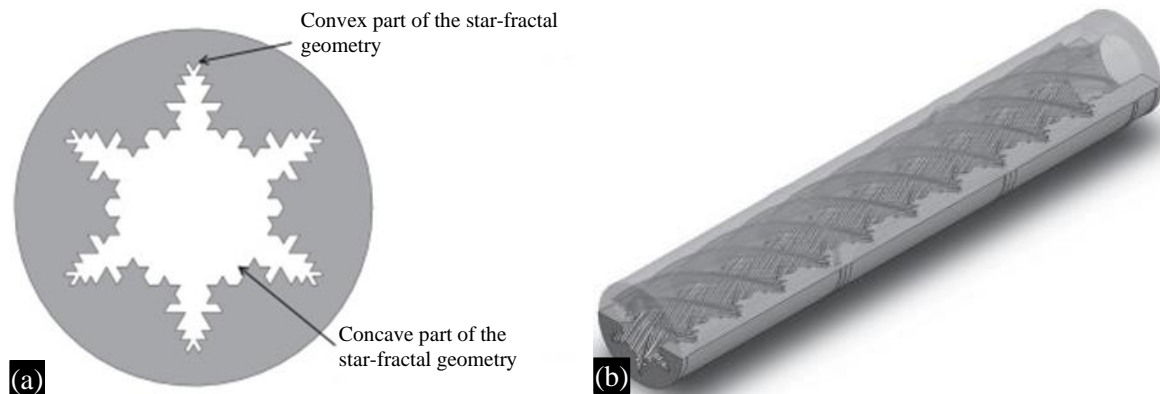 Convex part of the star-fractal
geometry
Concave part of the
star-fractal geometry
(a)
(b)